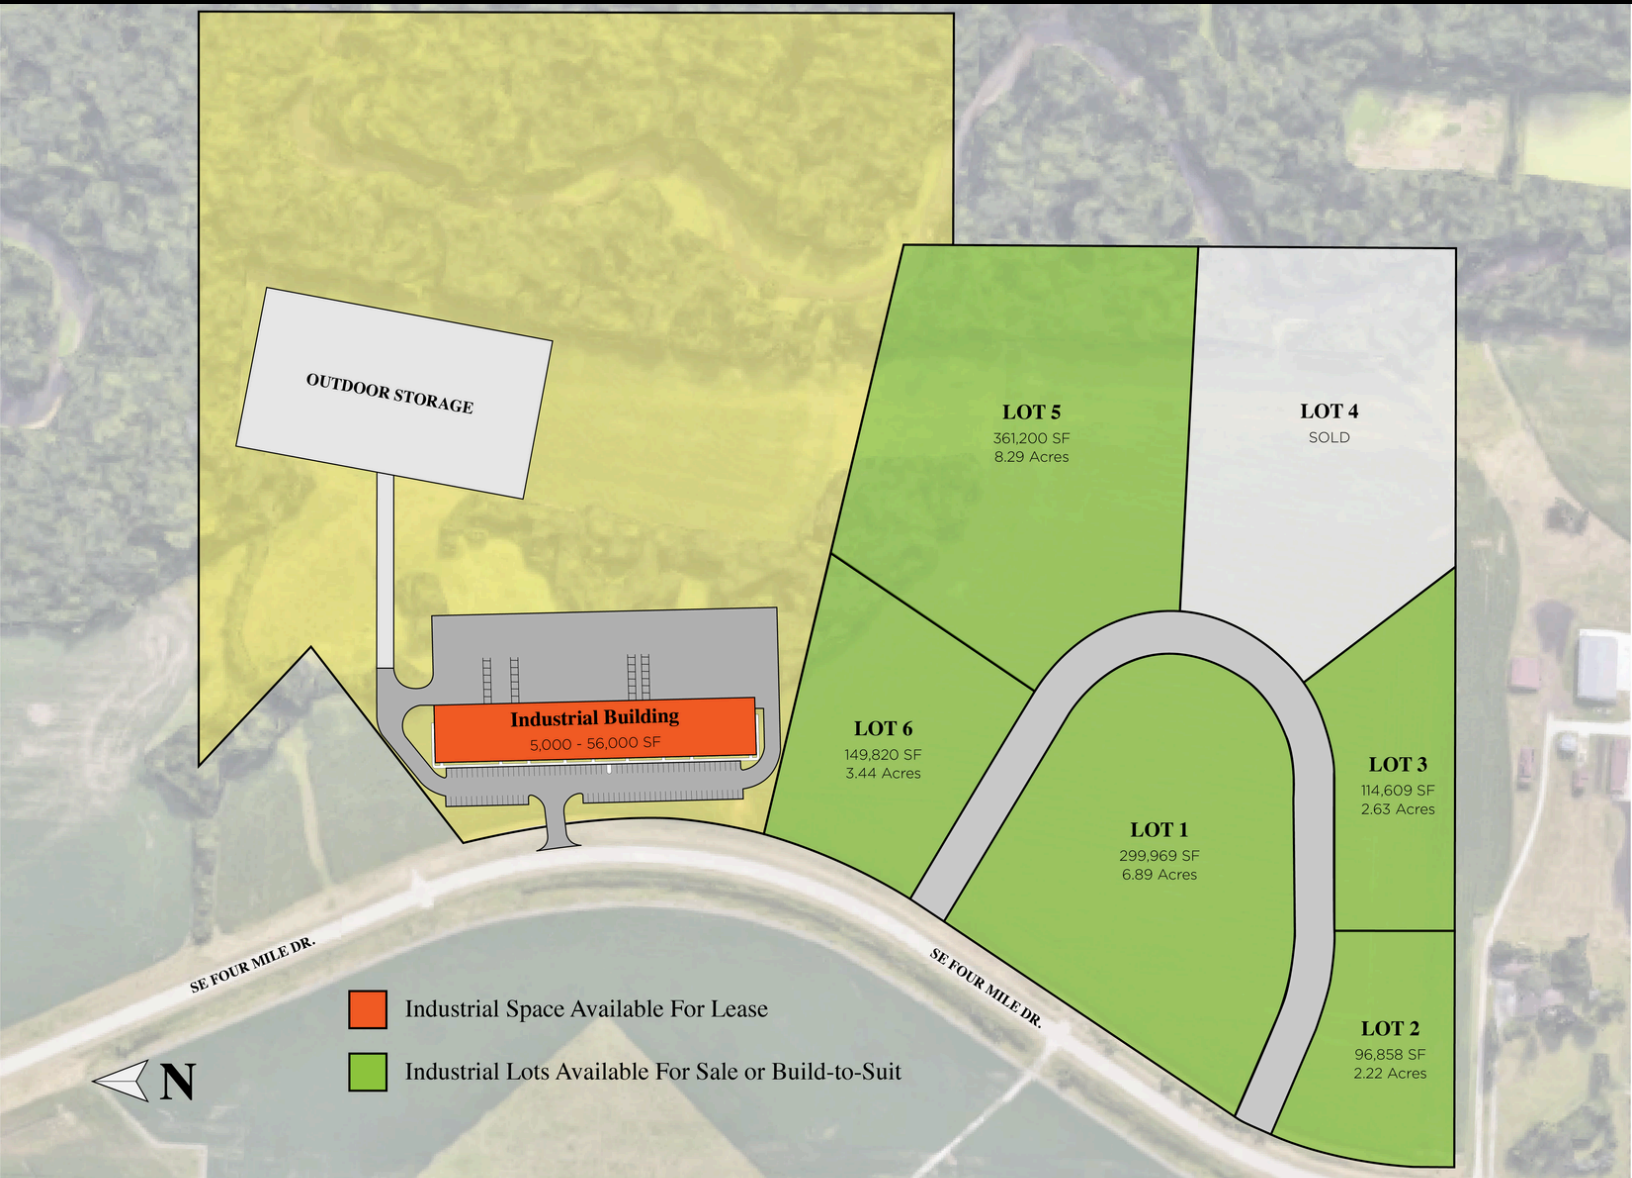 OUTDOOR STORAGE
LOT 5
361,200 SF
8.29 Acres
LOT 4
SOLD
Industrial Building
5,000 - 56,000 SF
LOT 6
149,820 SF
3.44 Acres
LOT 3
114,609 SF
2.63 Acres
LOT 1
299,969 SF
6.89 Acres
SE FOUR MILE DR.
SE FOUR MILE DR.
LOT 2
96,858 SF
2.22 Acres
Industrial Space Available For Lease
Industrial Lots Available For Sale or Build-to-Suit
N